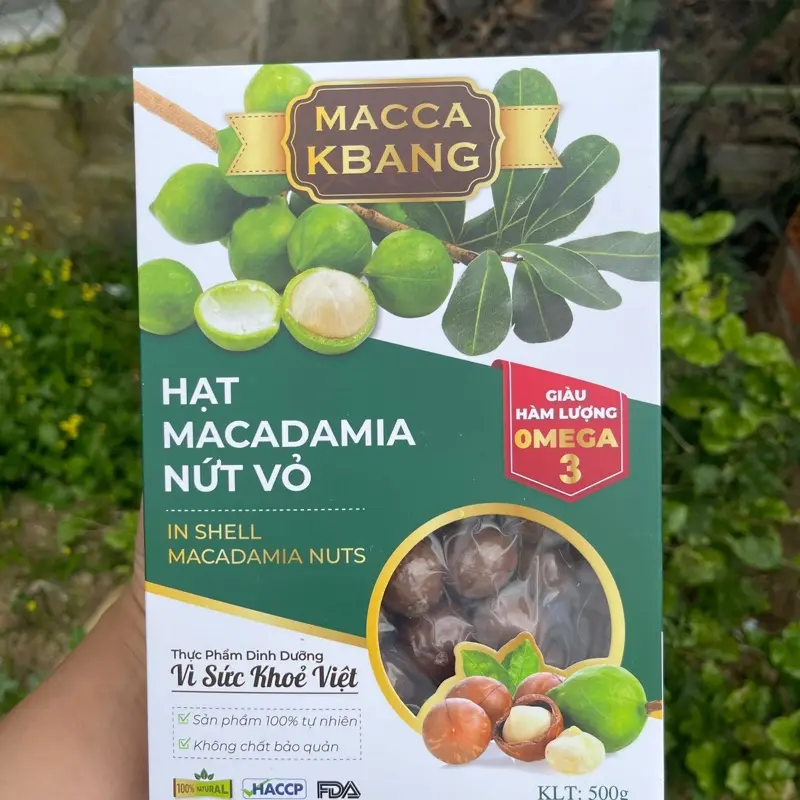 MACCA
KBANG
HẠT
MACADAMIA
NỨT VỎ
GIÀU
HÀM LƯỢNG
OMEGA
3
IN SHELL
MACADAMIA NUTS
Thực Phẩm Dinh Dưỡng
Vì Sức Khoẻ Việt
Sản phẩm 100% tự nhiên
Không chất bảo quản
100% NATURAL
HACCP
FDA
KLT: 500g